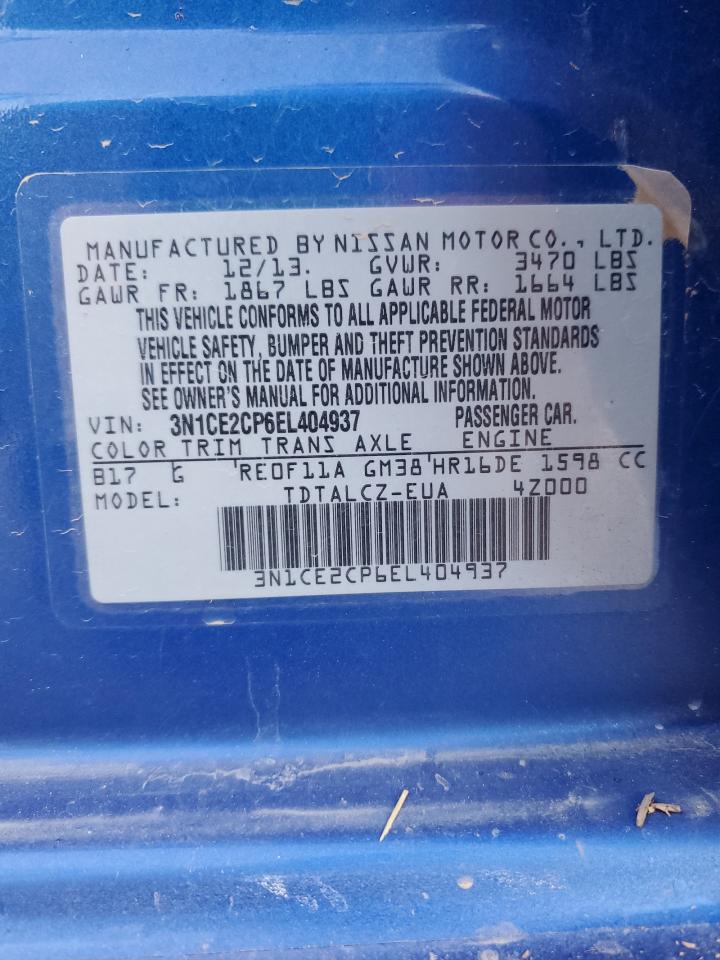 MANUFACTURED BY NISSAN MOTOR CO., LTD.
DATE: 12/13. GVWR: 3470 LBS
GAWR FR: 1867 LBS GAWR RR: 1664 LBS
THIS VEHICLE CONFORMS TO ALL APPLICABLE FEDERAL MOTOR
VEHICLE SAFETY, BUMPER AND THEFT PREVENTION STANDARDS
IN EFFECT ON THE DATE OF MANUFACTURE SHOWN ABOVE.
SEE OWNER'S MANUAL FOR ADDITIONAL INFORMATION.
VIN: 3N1CE2CP6EL404937 PASSENGER CAR.
COLOR TRIM TRANS AXLE ENGINE
B17 G 'RE0F11A GM38'HR16DE 1598 CC
MODEL: TDTALCZ-EUA 4Z000
3N1CE2CP6EL404937